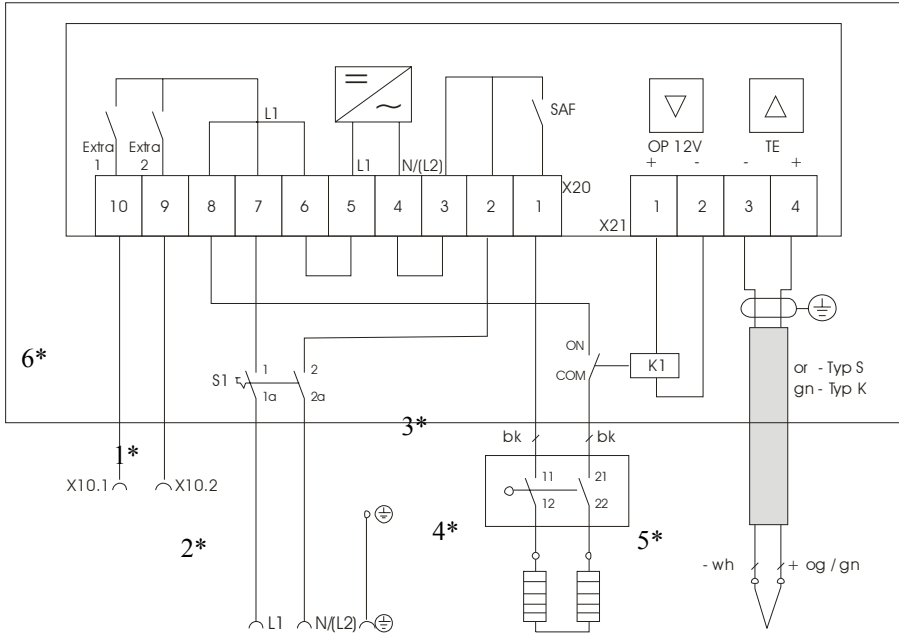 L1
SAF
Extra 1
Extra 2
L1
N/(L2)
OP 12V
TE
+ - - +
X20
10 9 8 7 6 5 4 3 2 1
X21
1 2 3 4
6*
S1
1
2
1a
2a
ON
COM
K1
or - Typ S
gn - Typ K
3*
1*
bk
bk
X10.1
X10.2
11
21
12
22
2*
4*
5*
- wh
+ og / gn
L1
N/(L2)